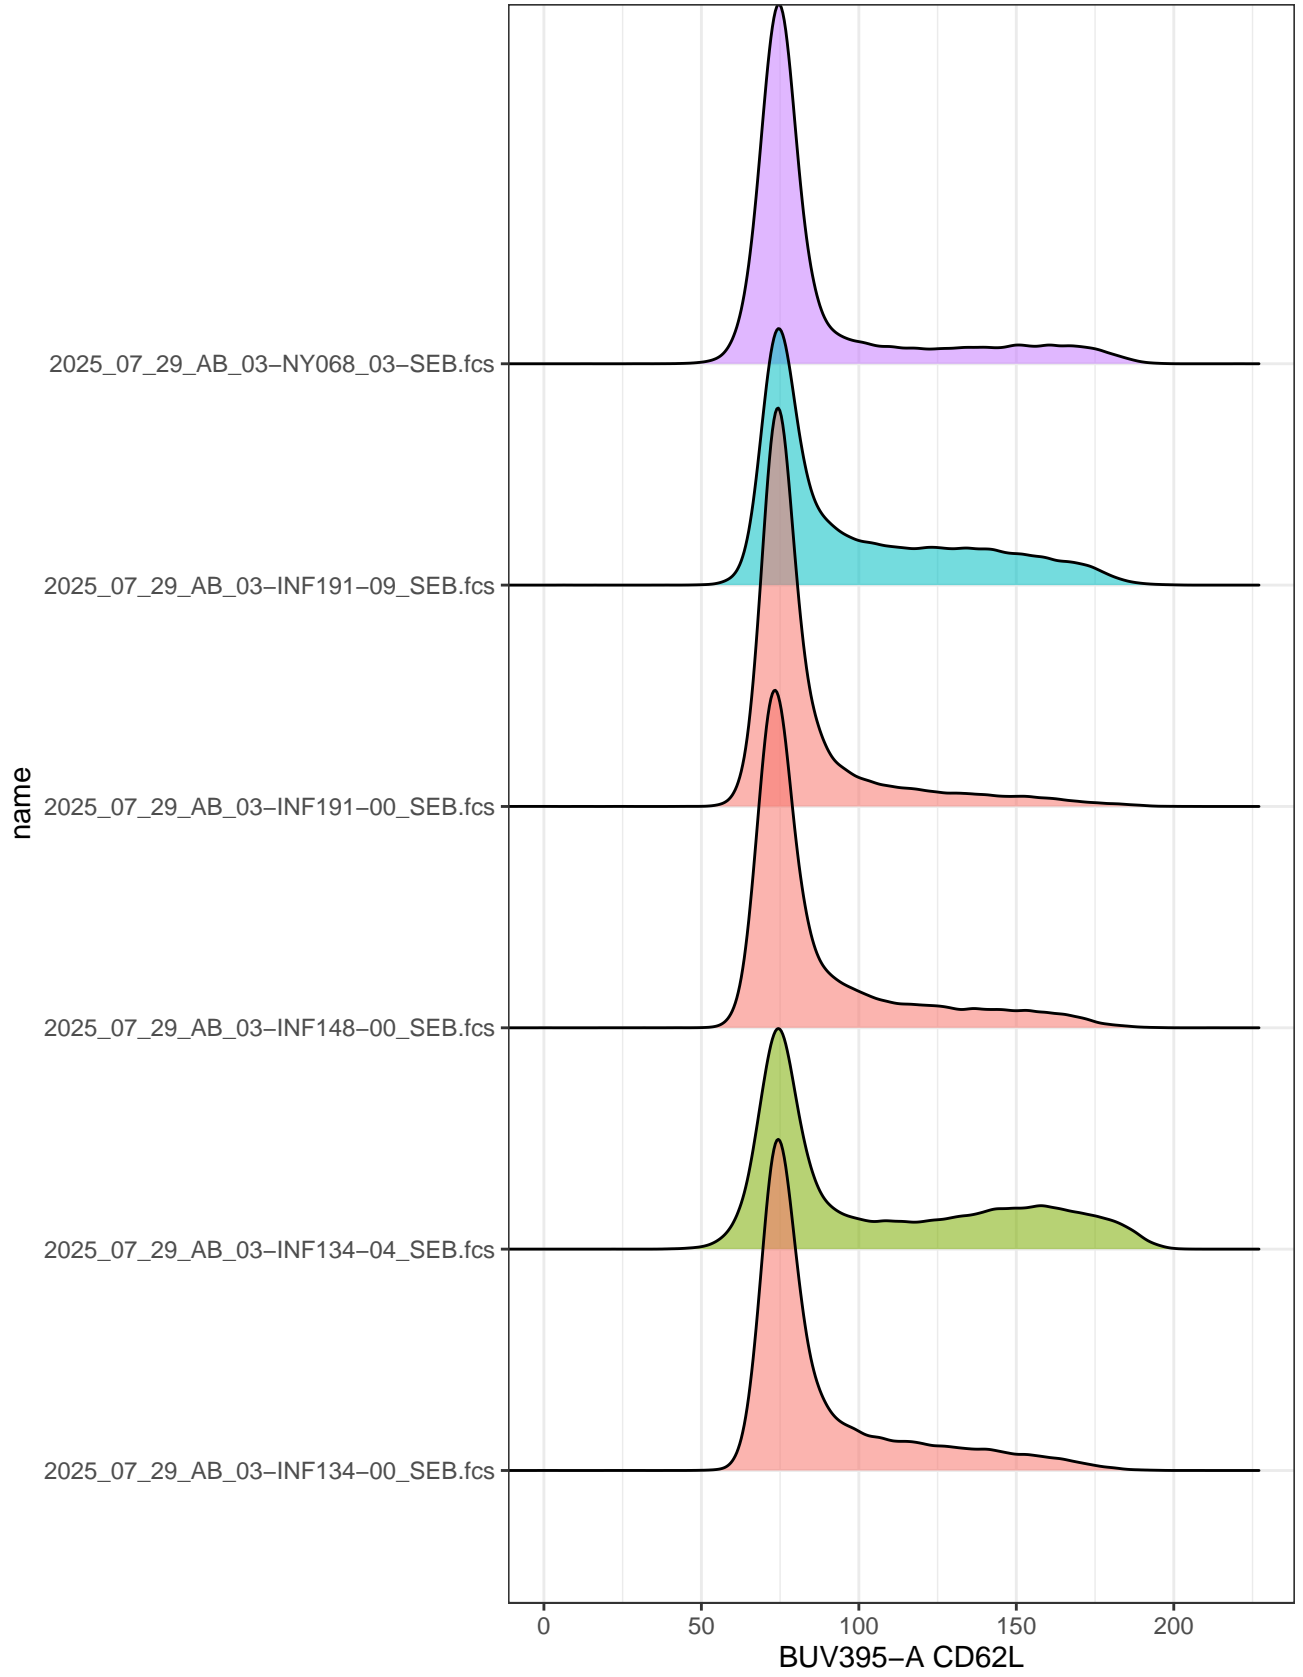 2025_07_29_AB_03−NY068_03−SEB.fcs
2025_07_29_AB_03−INF191−09_SEB.fcs
2025_07_29_AB_03−INF191−00_SEB.fcs
2025_07_29_AB_03−INF148−00_SEB.fcs
2025_07_29_AB_03−INF134−04_SEB.fcs
2025_07_29_AB_03−INF134−00_SEB.fcs
name
0 50 100 150 200
BUV395−A CD62L